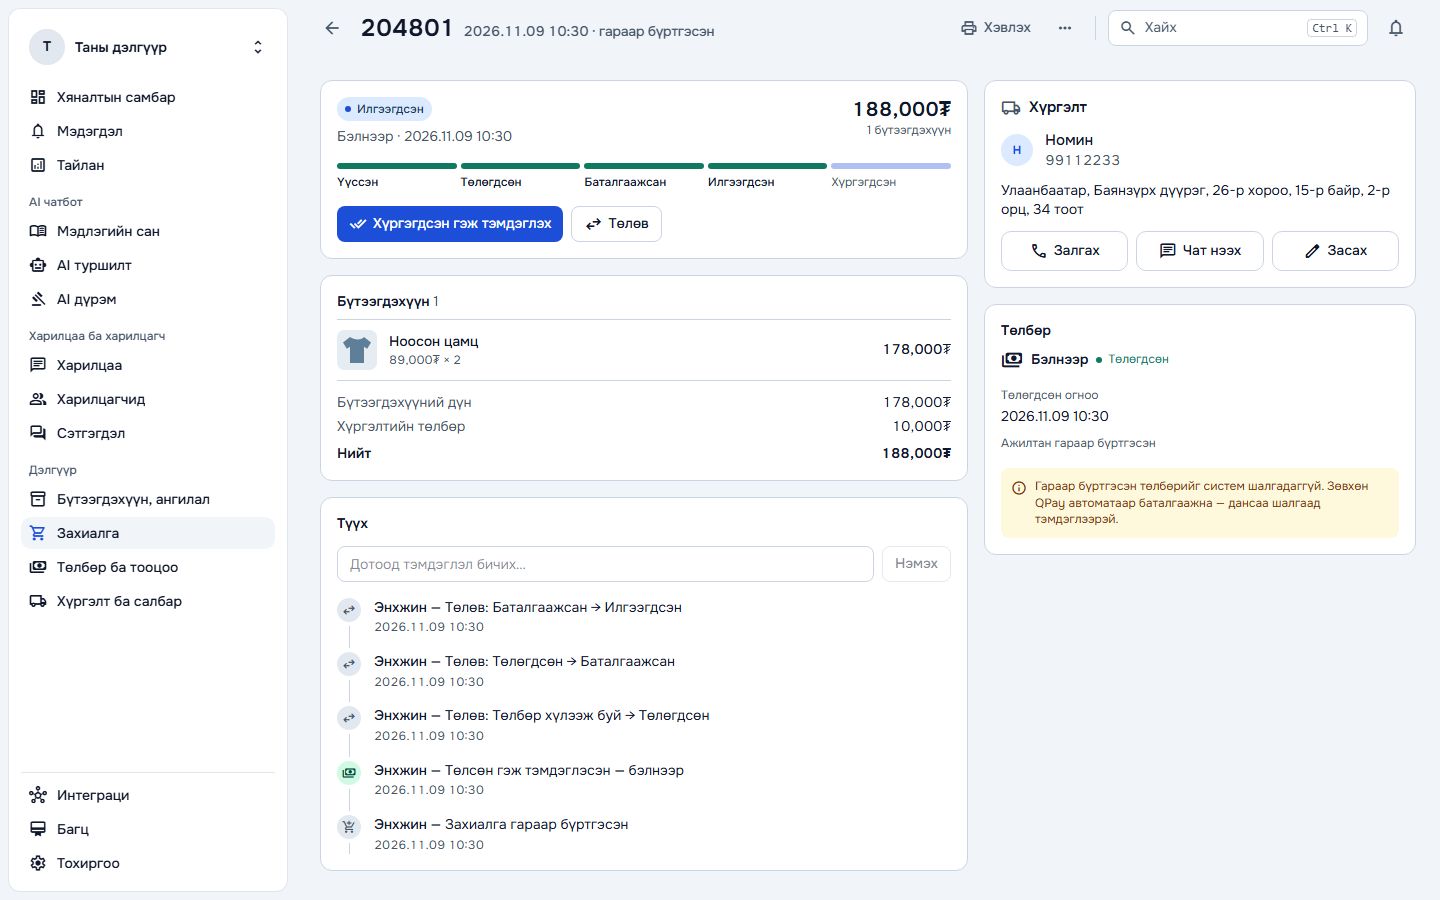 Т Таны дэлгүүр
Хяналтын самбар
Мэдэгдэл
Тайлан
AI чатбот
Мэдлэгийн сан
AI туршилт
AI дүрэм
Харилцаа ба харилцагч
Харилцаа
Харилцагчид
Сэтгэгдэл
Дэлгүүр
Бүтээгдэхүүн, ангилал
Захиалга
Төлбөр ба тооцоо
Хүргэлт ба салбар
Интеграци
Багц
Тохиргоо
204801 2026.11.09 10:30 · гараар бүртгэсэн
Хэвлэх
Хайх Ctrl K
Илгээгдсэн
188,000₮
Бэлнээр · 2026.11.09 10:30
1 бүтээгдэхүүн
Үүссэн Төлөгдсөн Баталгаажсан Илгээгдсэн Хүргэгдсэн
Хүргэгдсэн гэж тэмдэглэх Төлөв
Бүтээгдэхүүн 1
Ноосон цамц
89,000₮ × 2
178,000₮
Бүтээгдэхүүний дүн 178,000₮
Хүргэлтийн төлбөр 10,000₮
Нийт 188,000₮
Түүх
Дотоод тэмдэглэл бичих... Нэмэх
Энхжин — Төлөв: Баталгаажсан → Илгээгдсэн
2026.11.09 10:30
Энхжин — Төлөв: Төлөгдсөн → Баталгаажсан
2026.11.09 10:30
Энхжин — Төлөв: Төлбөр хүлээж буй → Төлөгдсөн
2026.11.09 10:30
Энхжин — Төлсөн гэж тэмдэглэсэн — бэлнээр
2026.11.09 10:30
Энхжин — Захиалга гараар бүртгэсэн
2026.11.09 10:30
Хүргэлт
Н Номин
99112233
Улаанбаатар, Баянзүрх дүүрэг, 26-р хороо, 15-р байр, 2-р
орц, 34 тоот
Залгах Чат нээх Засах
Төлбөр
Бэлнээр Төлөгдсөн
Төлөгдсөн огноо
2026.11.09 10:30
Ажилтан гараар бүртгэсэн
Гараар бүртгэсэн төлбөрийг систем шалгадаггүй. Зөвхөн
QPay автоматаар баталгаажна — дансаа шалгаад
тэмдэглээрэй.